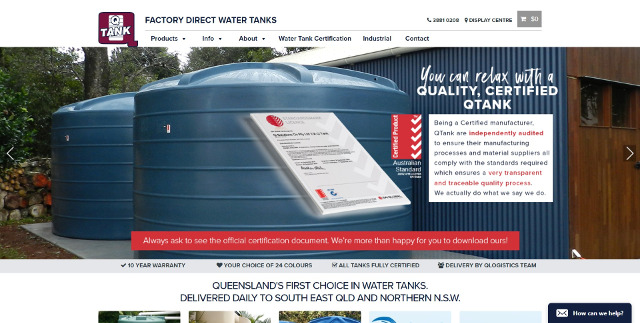 Q
TANK
FACTORY DIRECT WATER TANKS
3881 0208 DISPLAY CENTRE
$0
Products Info About Water Tank Certification Industrial Contact
You can relax with a
QUALITY, CERTIFIED
QTANK
Being a Certified manufacturer,
QTank are independently audited
to ensure their manufacturing
processes and material suppliers all
comply with the standards required
which ensures a very transparent
and traceable quality process.
We actually do what we say we do.
Certified Product
Australian
Standard
Always ask to see the official certification document. We're more than happy for you to download ours!
10 YEAR WARRANTY
YOUR CHOICE OF 24 COLOURS
ALL TANKS FULLY CERTIFIED
DELIVERY BY QLOGISTICS TEAM
QUEENSLAND'S FIRST CHOICE IN WATER TANKS.
DELIVERED DAILY TO SOUTH EAST QLD AND NORTHERN N.S.W.
How can we help?